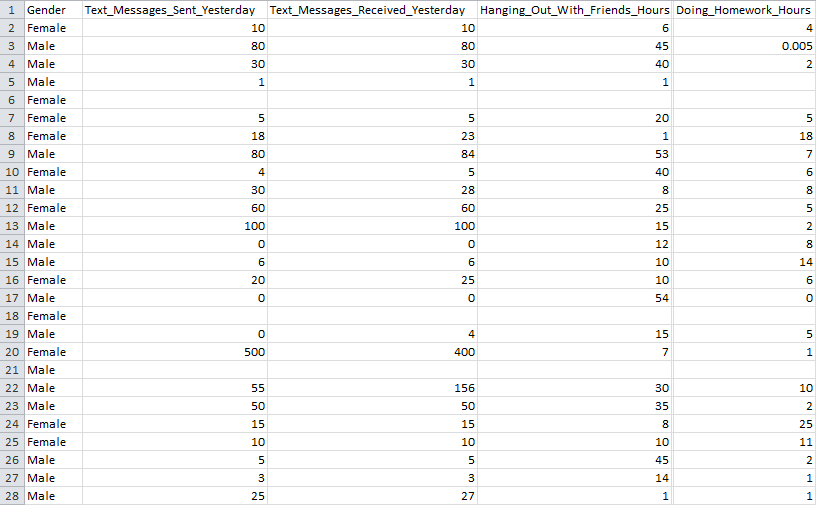 1 Gender Text_Messages_Sent_Yesterday Text_Messages_Received_Yesterday Hanging_Out_With_Friends_Hours Doing_Homework_Hours
2 Female 10 10 6 4
3 Male 80 80 45 0.005
4 Male 30 30 40 2
5 Male 1 1 1
6 Female
7 Female 5 5 20 5
8 Female 18 23 1 18
9 Male 80 84 53 7
10 Female 4 5 40 6
11 Male 30 28 8 8
12 Female 60 60 25 5
13 Male 100 100 15 2
14 Male 0 0 12 8
15 Male 6 6 10 14
16 Female 20 25 10 6
17 Male 0 0 54 0
18 Female
19 Male 0 4 15 5
20 Female 500 400 7 1
21 Male
22 Male 55 156 30 10
23 Male 50 50 35 2
24 Female 15 15 8 25
25 Female 10 10 10 11
26 Male 5 5 45 2
27 Male 3 3 14 1
28 Male 25 27 1 1